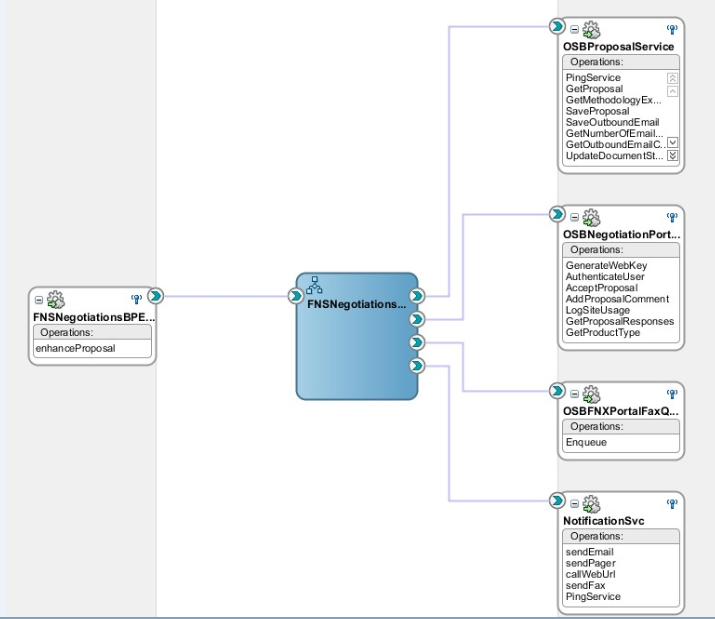 OSBProposalService
Operations:
PingService
GetProposal
GetMethodologyEx...
SaveProposal
SaveOutboundEmail
GetNumberOfEmail...
GetOutboundEmailC..
UpdateDocumentSt...
OSBNegotiationPort...
Operations:
GenerateWebKey
AuthenticateUser
AcceptProposal
AddProposalComment
LogSiteUsage
GetProposalResponses
GetProductType
FNSNegotiationsBPE...
Operations:
enhanceProposal
FNSNegotiations...
OSBFNXPortalFaxQ...
Operations:
Enqueue
NotificationSvc
Operations:
sendEmail
sendPager
callWebUrl
sendFax
PingService